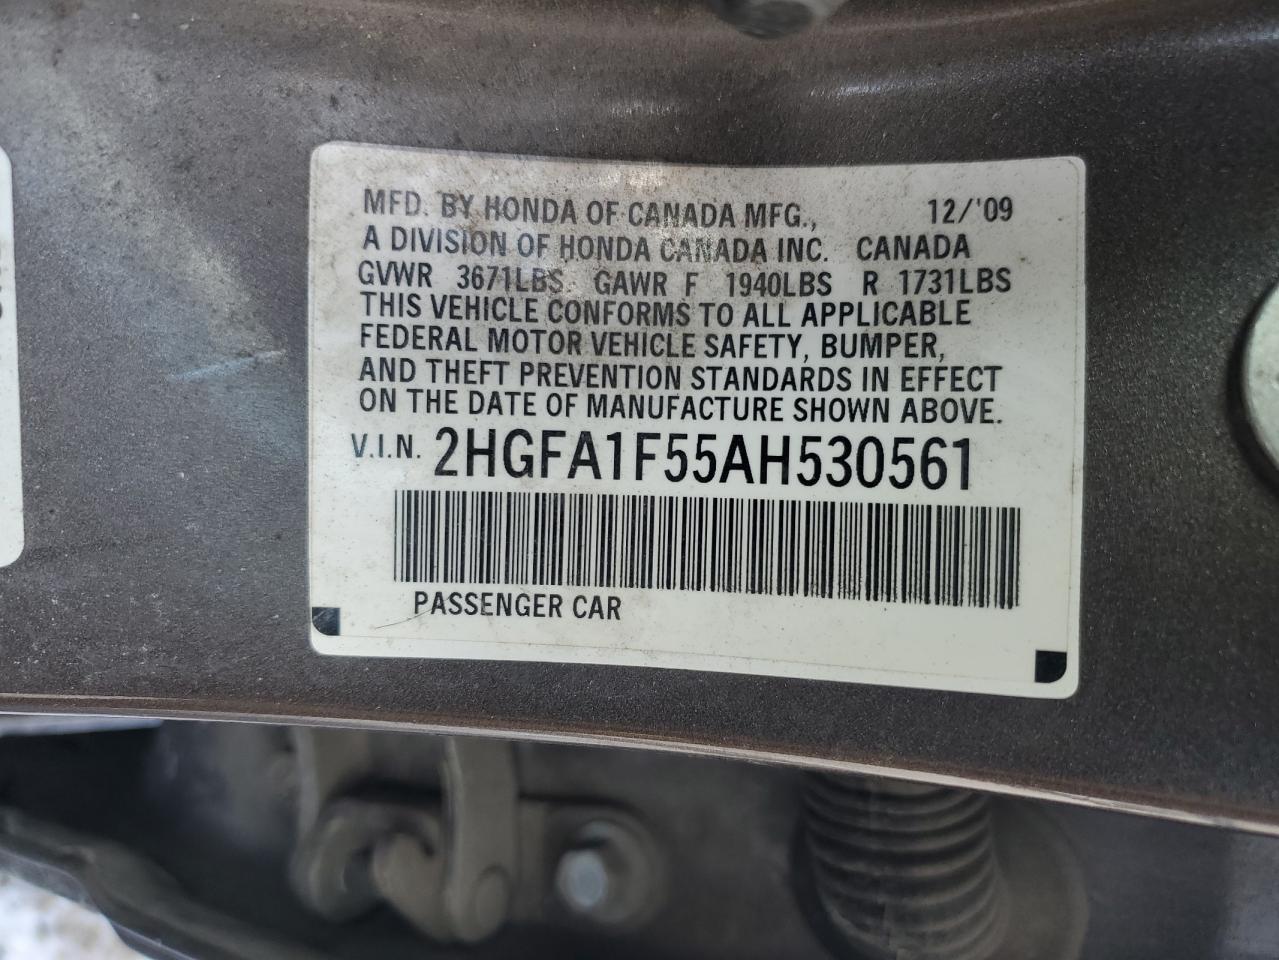 MFD. BY HONDA OF CANADA MFG., 12/'09
A DIVISION OF HONDA CANADA INC. CANADA
GVWR 3671LBS GAWR F 1940LBS R 1731LBS
THIS VEHICLE CONFORMS TO ALL APPLICABLE
FEDERAL MOTOR VEHICLE SAFETY, BUMPER,
AND THEFT PREVENTION STANDARDS IN EFFECT
ON THE DATE OF MANUFACTURE SHOWN ABOVE.
V.I.N. 2HGFA1F55AH530561
PASSENGER CAR